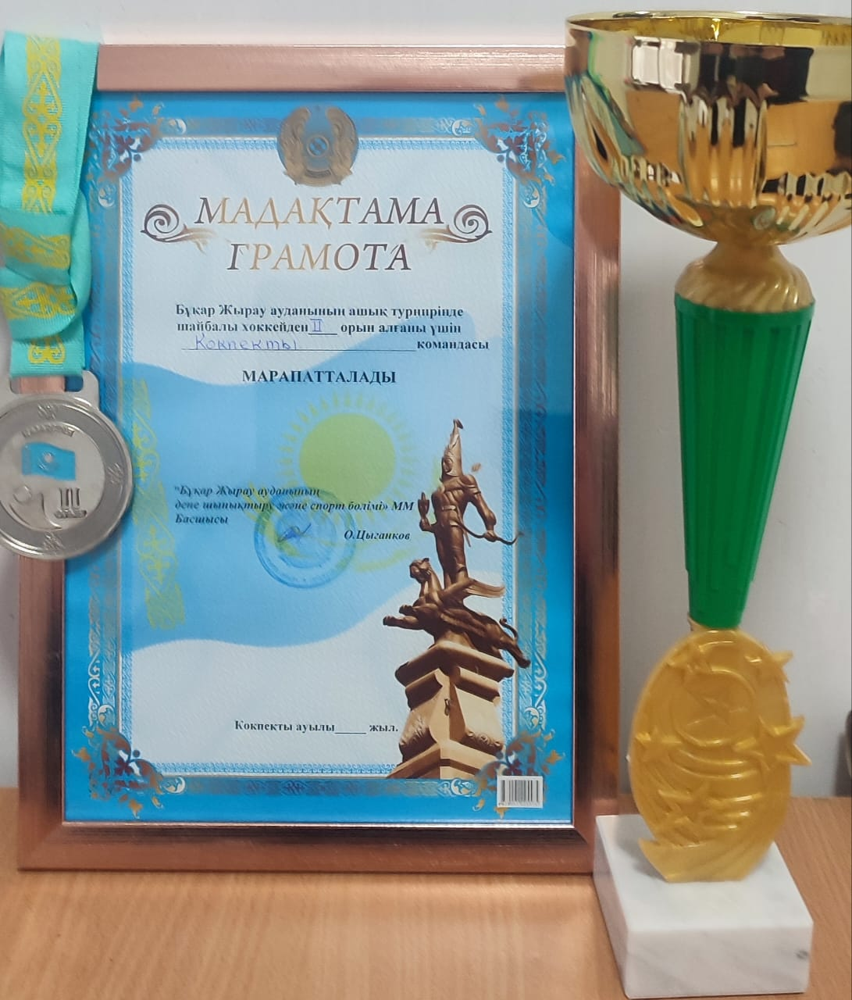 МАДАҚТАМА
ГРАМОТА
Бұқар Жырау ауданының ашық турнирінде
шайбалы хоккейден II орын алғаны үшін
Кокпекты командасы
МАРАПАТТАЛАДЫ
"Бұқар Жырау ауданының
дене шынықтыру және спорт бөлімі» ММ
Басшысы
О.Цыганков
Кокпекты ауылы_____ жыл.
II